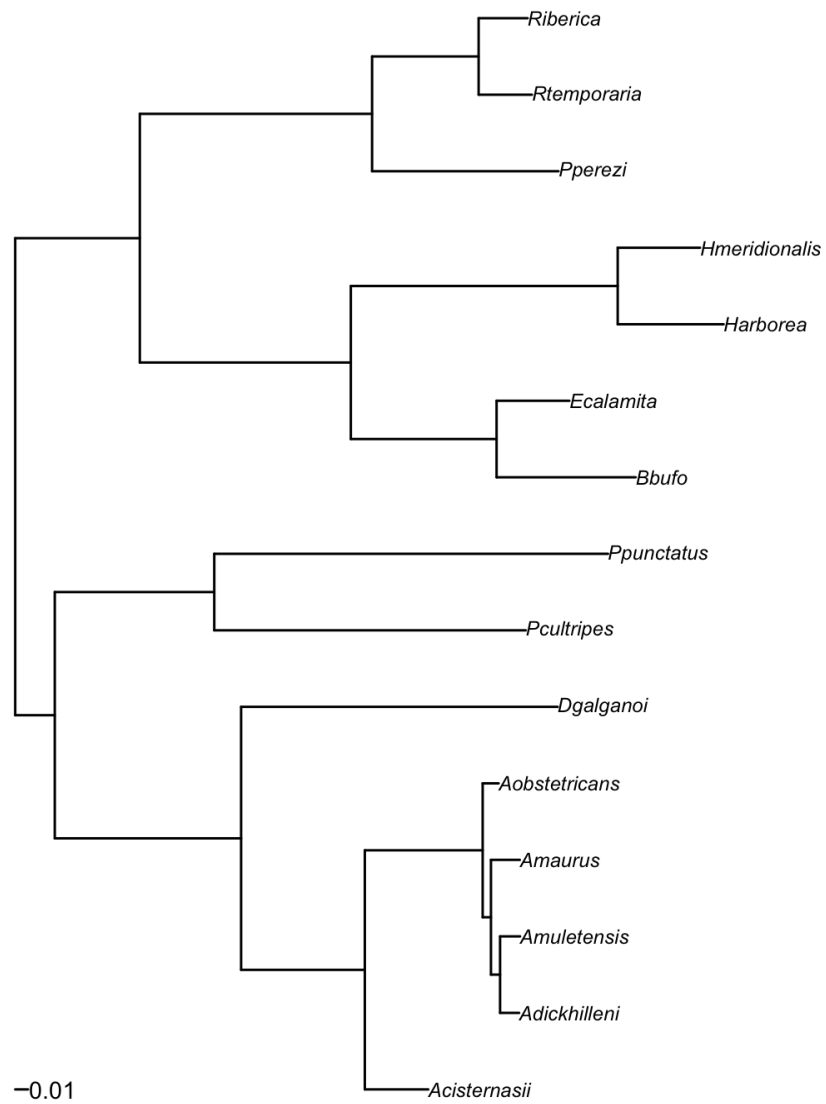 Riberica
Rtemporaria
Pperezi
Hmeridionalis
Harborea
Ecalamita
Bbufo
Ppunctatus
Pcultripes
Dgalganoi
Aobstetricans
Amaurus
Amuletensis
Adickhilleni
Acisternasii
0.01